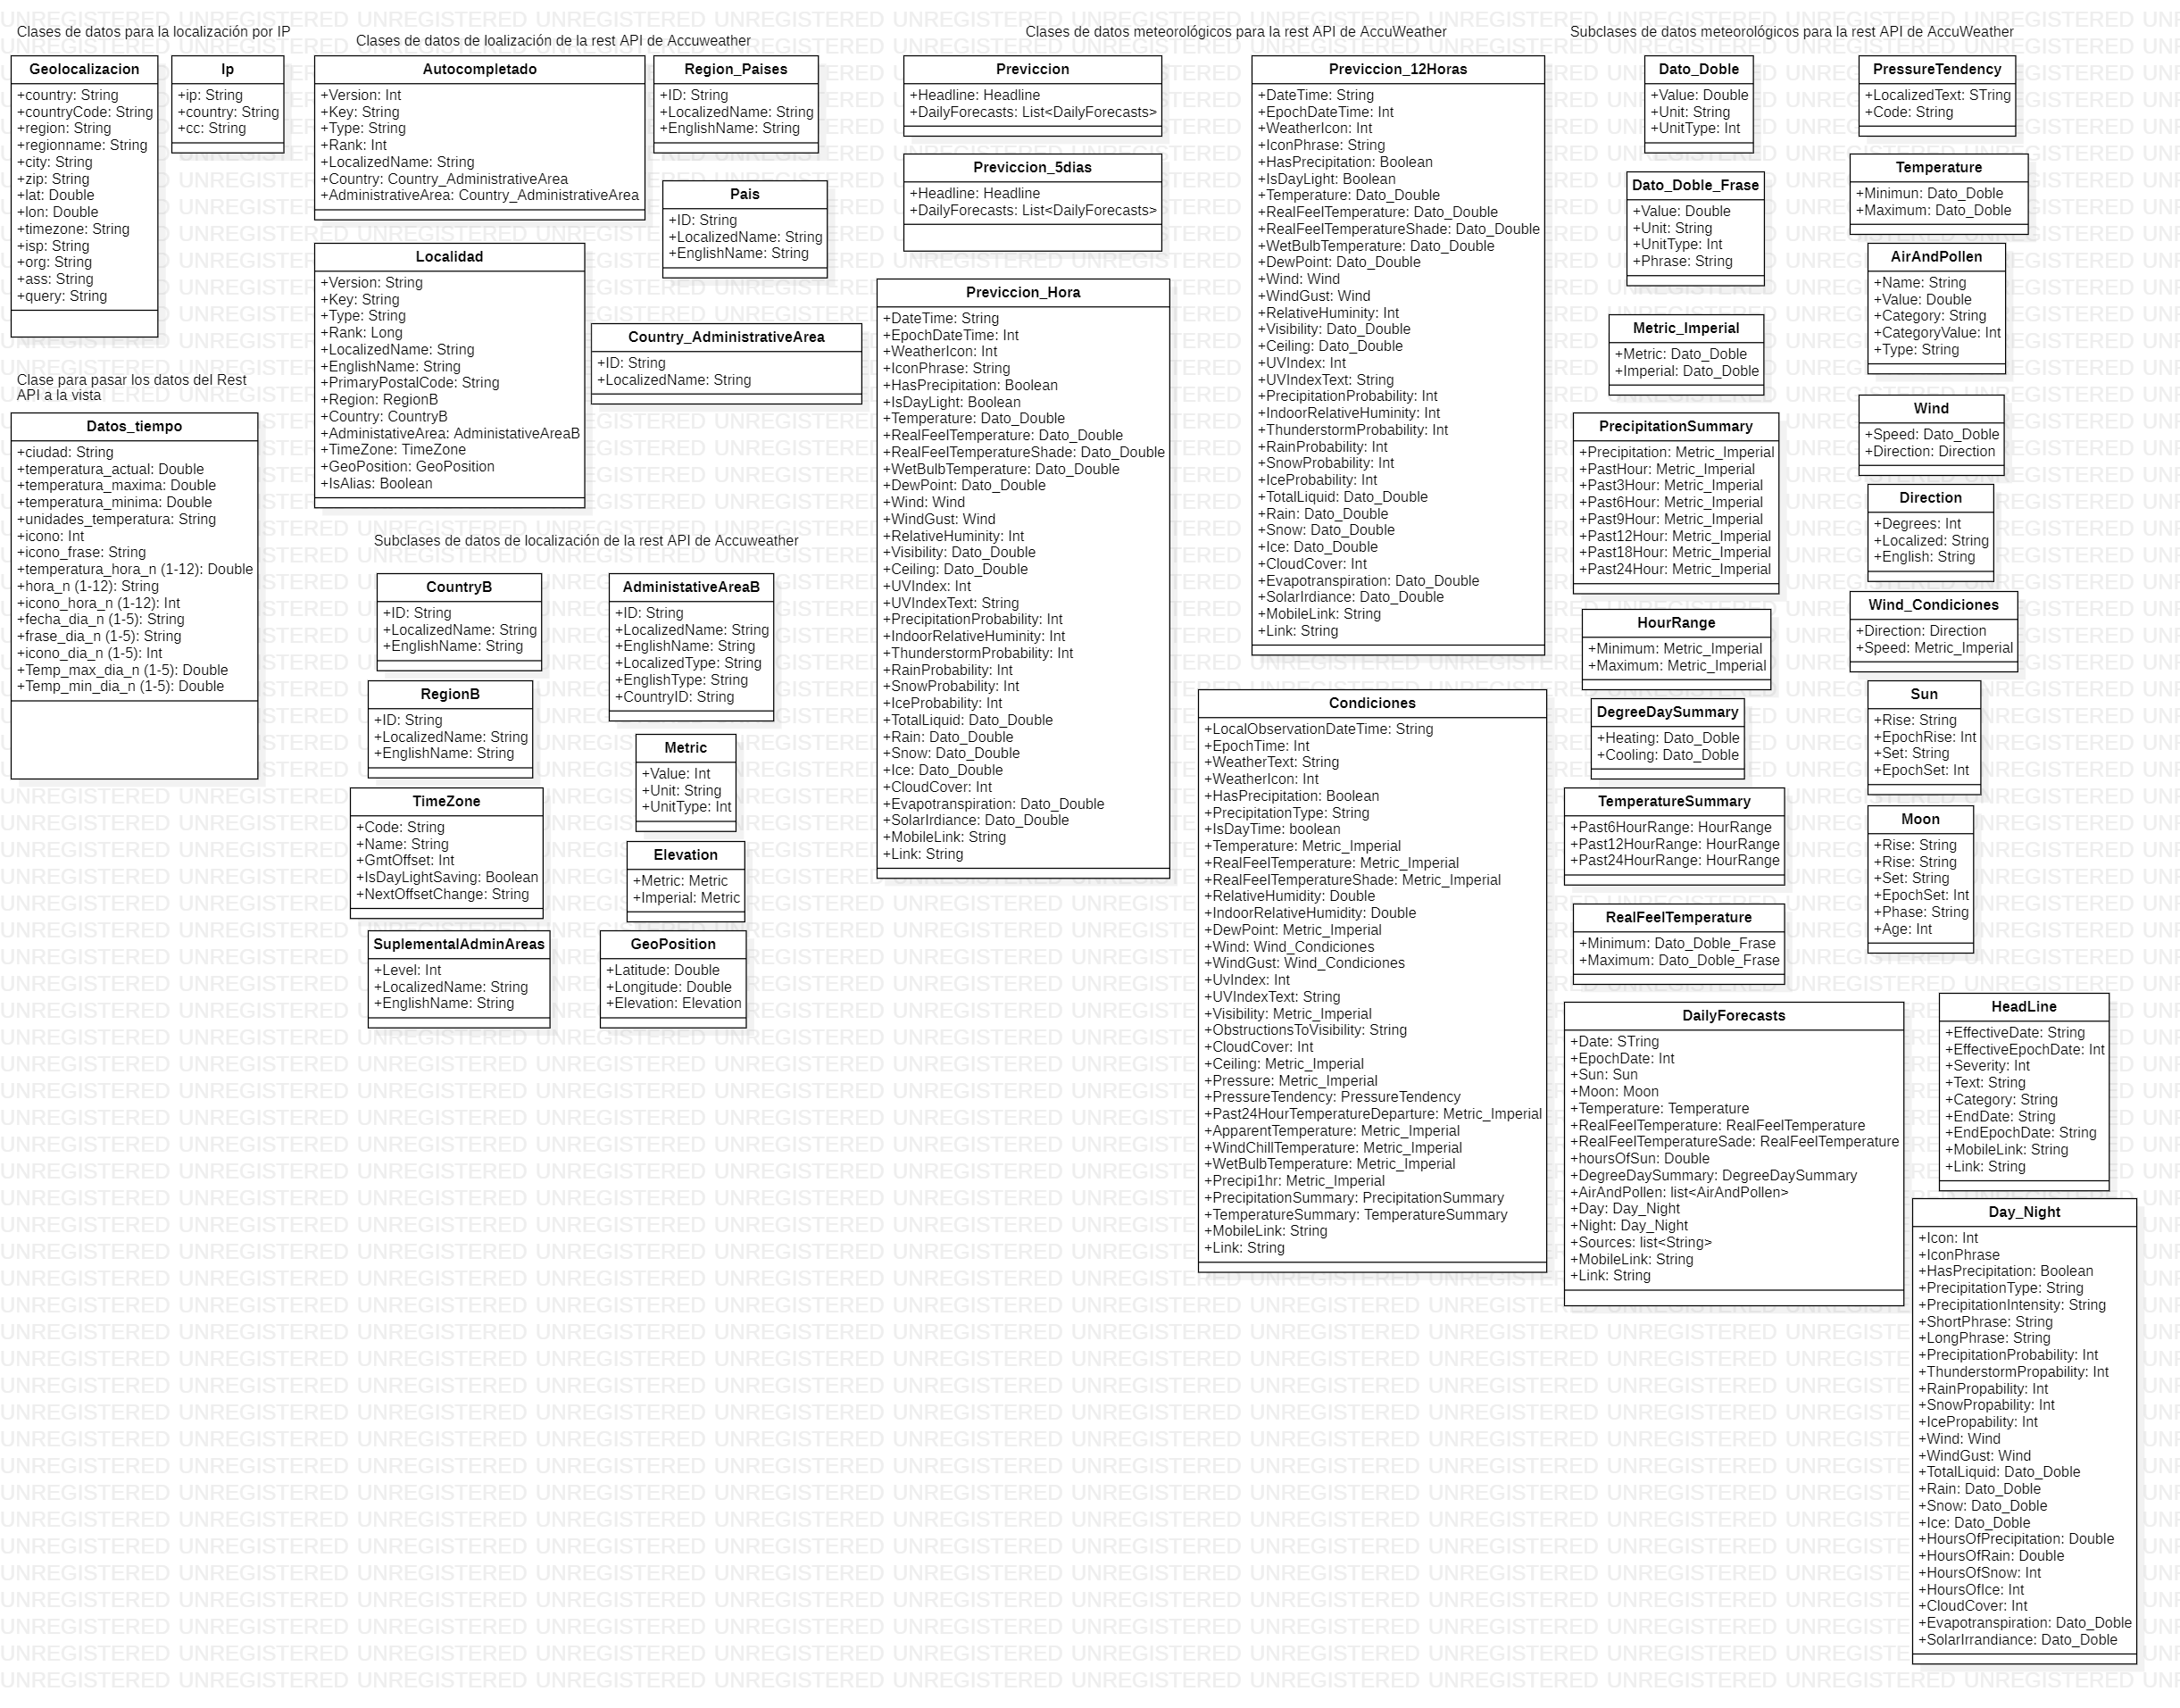 Clases de datos para la localización por IP
Geolocalizacion
+country: String
+countryCode: String
+region: String
+regionname: String
+city: String
+zip: String
+lat: Double
+lon: Double
+timezone: String
+isp: String
+org: String
+ass: String
+query: String
Ip
+ip: String
+country: String
+cc: String
Clase para pasar los datos del Rest
API a la vista
Datos_tiempo
+ciudad: String
+temperatura_actual: Double
+temperatura_maxima: Double
+temperatura_minima: Double
+unidades_temperatura: String
+icono: Int
+icono_frase: String
+temperatura_hora_n (1-12): Double
+hora_n (1-12): String
+icono_hora_n (1-12): Int
+fecha_dia_n (1-5): String
+frase_dia_n (1-5): String
+icono_dia_n (1-5): Int
+Temp_max_dia_n (1-5): Double
+Temp_min_dia_n (1-5): Double
Clases de datos de loalización de la rest API de Accuweather
Autocompletado
+Version: Int
+Key: String
+Type: String
+Rank: Int
+LocalizedName: String
+Country: Country_AdministrativeArea
+AdministrativeArea: Country_AdministrativeArea
Region_Paises
+ID: String
+LocalizedName: String
+EnglishName: String
Pais
+ID: String
+LocalizedName: String
+EnglishName: String
Localidad
+Version: String
+Key: String
+Type: String
+Rank: Long
+LocalizedName: String
+EnglishName: String
+PrimaryPostalCode: String
+Region: RegionB
+Country: CountryB
+AdministativeArea: AdministativeAreaB
+TimeZone: TimeZone
+GeoPosition: GeoPosition
+IsAlias: Boolean
Country_AdministrativeArea
+ID: String
+LocalizedName: String
Subclases de datos de localización de la rest API de Accuweather
CountryB
+ID: String
+LocalizedName: String
+EnglishName: String
RegionB
+ID: String
+LocalizedName: String
+EnglishName: String
TimeZone
+Code: String
+Name: String
+GmtOffset: Int
+IsDayLightSaving: Boolean
+NextOffsetChange: String
SuplementalAdminAreas
+Level: Int
+LocalizedName: String
+EnglishName: String
AdministativeAreaB
+ID: String
+LocalizedName: String
+EnglishName: String
+LocalizedType: String
+EnglishType: String
+CountryID: String
Metric
+Value: Int
+Unit: String
+UnitType: Int
Elevation
+Metric: Metric
+Imperial: Metric
GeoPosition
+Latitude: Double
+Longitude: Double
+Elevation: Elevation
Clases de datos meteorológicos para la rest API de AccuWeather
Previccion
+Headline: Headline
+DailyForecasts: List<DailyForecasts>
Previccion_5dias
+Headline: Headline
+DailyForecasts: List<DailyForecasts>
Previccion_Hora
+DateTime: String
+EpochDateTime: Int
+WeatherIcon: Int
+IconPhrase: String
+HasPrecipitation: Boolean
+IsDayLight: Boolean
+Temperature: Dato_Double
+RealFeelTemperature: Dato_Double
+RealFeelTemperatureShade: Dato_Double
+WetBulbTemperature: Dato_Double
+DewPoint: Dato_Double
+Wind: Wind
+WindGust: Wind
+RelativeHuminity: Int
+Visibility: Dato_Double
+Ceiling: Dato_Double
+UVIndex: Int
+UVIndexText: String
+PrecipitationProbability: Int
+IndoorRelativeHuminity: Int
+ThunderstormProbability: Int
+RainProbability: Int
+SnowProbability: Int
+IceProbability: Int
+TotalLiquid: Dato_Double
+Rain: Dato_Double
+Snow: Dato_Double
+Ice: Dato_Double
+CloudCover: Int
+Evapotranspiration: Dato_Double
+SolarIrdiance: Dato_Double
+MobileLink: String
+Link: String
Previccion_12Horas
+DateTime: String
+EpochDateTime: Int
+WeatherIcon: Int
+IconPhrase: String
+HasPrecipitation: Boolean
+IsDayLight: Boolean
+Temperature: Dato_Double
+RealFeelTemperature: Dato_Double
+RealFeelTemperatureShade: Dato_Double
+WetBulbTemperature: Dato_Double
+DewPoint: Dato_Double
+Wind: Wind
+WindGust: Wind
+RelativeHuminity: Int
+Visibility: Dato_Double
+Ceiling: Dato_Double
+UVIndex: Int
+UVIndexText: String
+PrecipitationProbability: Int
+IndoorRelativeHuminity: Int
+ThunderstormProbability: Int
+RainProbability: Int
+SnowProbability: Int
+IceProbability: Int
+TotalLiquid: Dato_Double
+Rain: Dato_Double
+Snow: Dato_Double
+Ice: Dato_Double
+CloudCover: Int
+Evapotranspiration: Dato_Double
+SolarIrdiance: Dato_Double
+MobileLink: String
+Link: String
Condiciones
+LocalObservationDateTime: String
+EpochTime: Int
+WeatherText: String
+WeatherIcon: Int
+HasPrecipitation: Boolean
+PrecipitationType: String
+IsDayTime: boolean
+Temperature: Metric_Imperial
+RealFeelTemperature: Metric_Imperial
+RealFeelTemperatureShade: Metric_Imperial
+RelativeHumidity: Double
+IndoorRelativeHumidity: Double
+DewPoint: Metric_Imperial
+Wind: Wind_Condiciones
+WindGust: Wind_Condiciones
+UvIndex: Int
+UVIndexText: String
+Visibility: Metric_Imperial
+ObstructionsToVisibility: String
+CloudCover: Int
+Ceiling: Metric_Imperial
+Pressure: Metric_Imperial
+PressureTendency: PressureTendency
+Past24HourTemperatureDeparture: Metric_Imperial
+ApparentTemperature: Metric_Imperial
+WindChillTemperature: Metric_Imperial
+WetBulbTemperature: Metric_Imperial
+Precipi1hr: Metric_Imperial
+PrecipitationSummary: PrecipitationSummary
+TemperatureSummary: TemperatureSummary
+MobileLink: String
+Link: String
Subclases de datos meteorológicos para la rest API de AccuWeather
Dato_Doble
+Value: Double
+Unit: String
+UnitType: Int
Dato_Doble_Frase
+Value: Double
+Unit: String
+UnitType: Int
+Phrase: String
Metric_Imperial
+Metric: Dato_Doble
+Imperial: Dato_Doble
PrecipitationSummary
+Precipitation: Metric_Imperial
+PastHour: Metric_Imperial
+Past3Hour: Metric_Imperial
+Past6Hour: Metric_Imperial
+Past9Hour: Metric_Imperial
+Past12Hour: Metric_Imperial
+Past18Hour: Metric_Imperial
+Past24Hour: Metric_Imperial
HourRange
+Minimum: Metric_Imperial
+Maximum: Metric_Imperial
DegreeDaySummary
+Heating: Dato_Doble
+Cooling: Dato_Doble
TemperatureSummary
+Past6HourRange: HourRange
+Past12HourRange: HourRange
+Past24HourRange: HourRange
RealFeelTemperature
+Minimum: Dato_Doble_Frase
+Maximum: Dato_Doble_Frase
DailyForecasts
+Date: STring
+EpochDate: Int
+Sun: Sun
+Moon: Moon
+Temperature: Temperature
+RealFeelTemperature: RealFeelTemperature
+RealFeelTemperatureSade: RealFeelTemperature
+hoursOfSun: Double
+DegreeDaySummary: DegreeDaySummary
+AirAndPollen: list<AirAndPollen>
+Day: Day_Night
+Night: Day_Night
+Sources: list<String>
+MobileLink: String
+Link: String
PressureTendency
+LocalizedText: STring
+Code: String
Temperature
+Minimun: Dato_Doble
+Maximum: Dato_Doble
AirAndPollen
+Name: String
+Value: Double
+Category: String
+CategoryValue: Int
+Type: String
Wind
+Speed: Dato_Doble
+Direction: Direction
Direction
+Degrees: Int
+Localized: String
+English: String
Wind_Condiciones
+Direction: Direction
+Speed: Metric_Imperial
Sun
+Rise: String
+EpochRise: Int
+Set: String
+EpochSet: Int
Moon
+Rise: String
+Rise: String
+Set: String
+EpochSet: Int
+Phase: String
+Age: Int
HeadLine
+EffectiveDate: String
+EffectiveEpochDate: Int
+Severity: Int
+Text: String
+Category: String
+EndDate: String
+EndEpochDate: String
+MobileLink: String
+Link: String
Day_Night
+Icon: Int
+IconPhrase
+HasPrecipitation: Boolean
+PrecipitationType: String
+PrecipitationIntensity: String
+ShortPhrase: String
+LongPhrase: String
+PrecipitationProbability: Int
+ThunderstormPropability: Int
+RainPropability: Int
+SnowPropability: Int
+IcePropability: Int
+Wind: Wind
+WindGust: Wind
+TotalLiquid: Dato_Doble
+Rain: Dato_Doble
+Snow: Dato_Doble
+Ice: Dato_Doble
+HoursOfPrecipitation: Double
+HoursOfRain: Double
+HoursOfSnow: Int
+HoursOfIce: Int
+CloudCover: Int
+Evapotranspiration: Dato_Doble
+SolarIrrandiance: Dato_Doble
UNREGISTERED